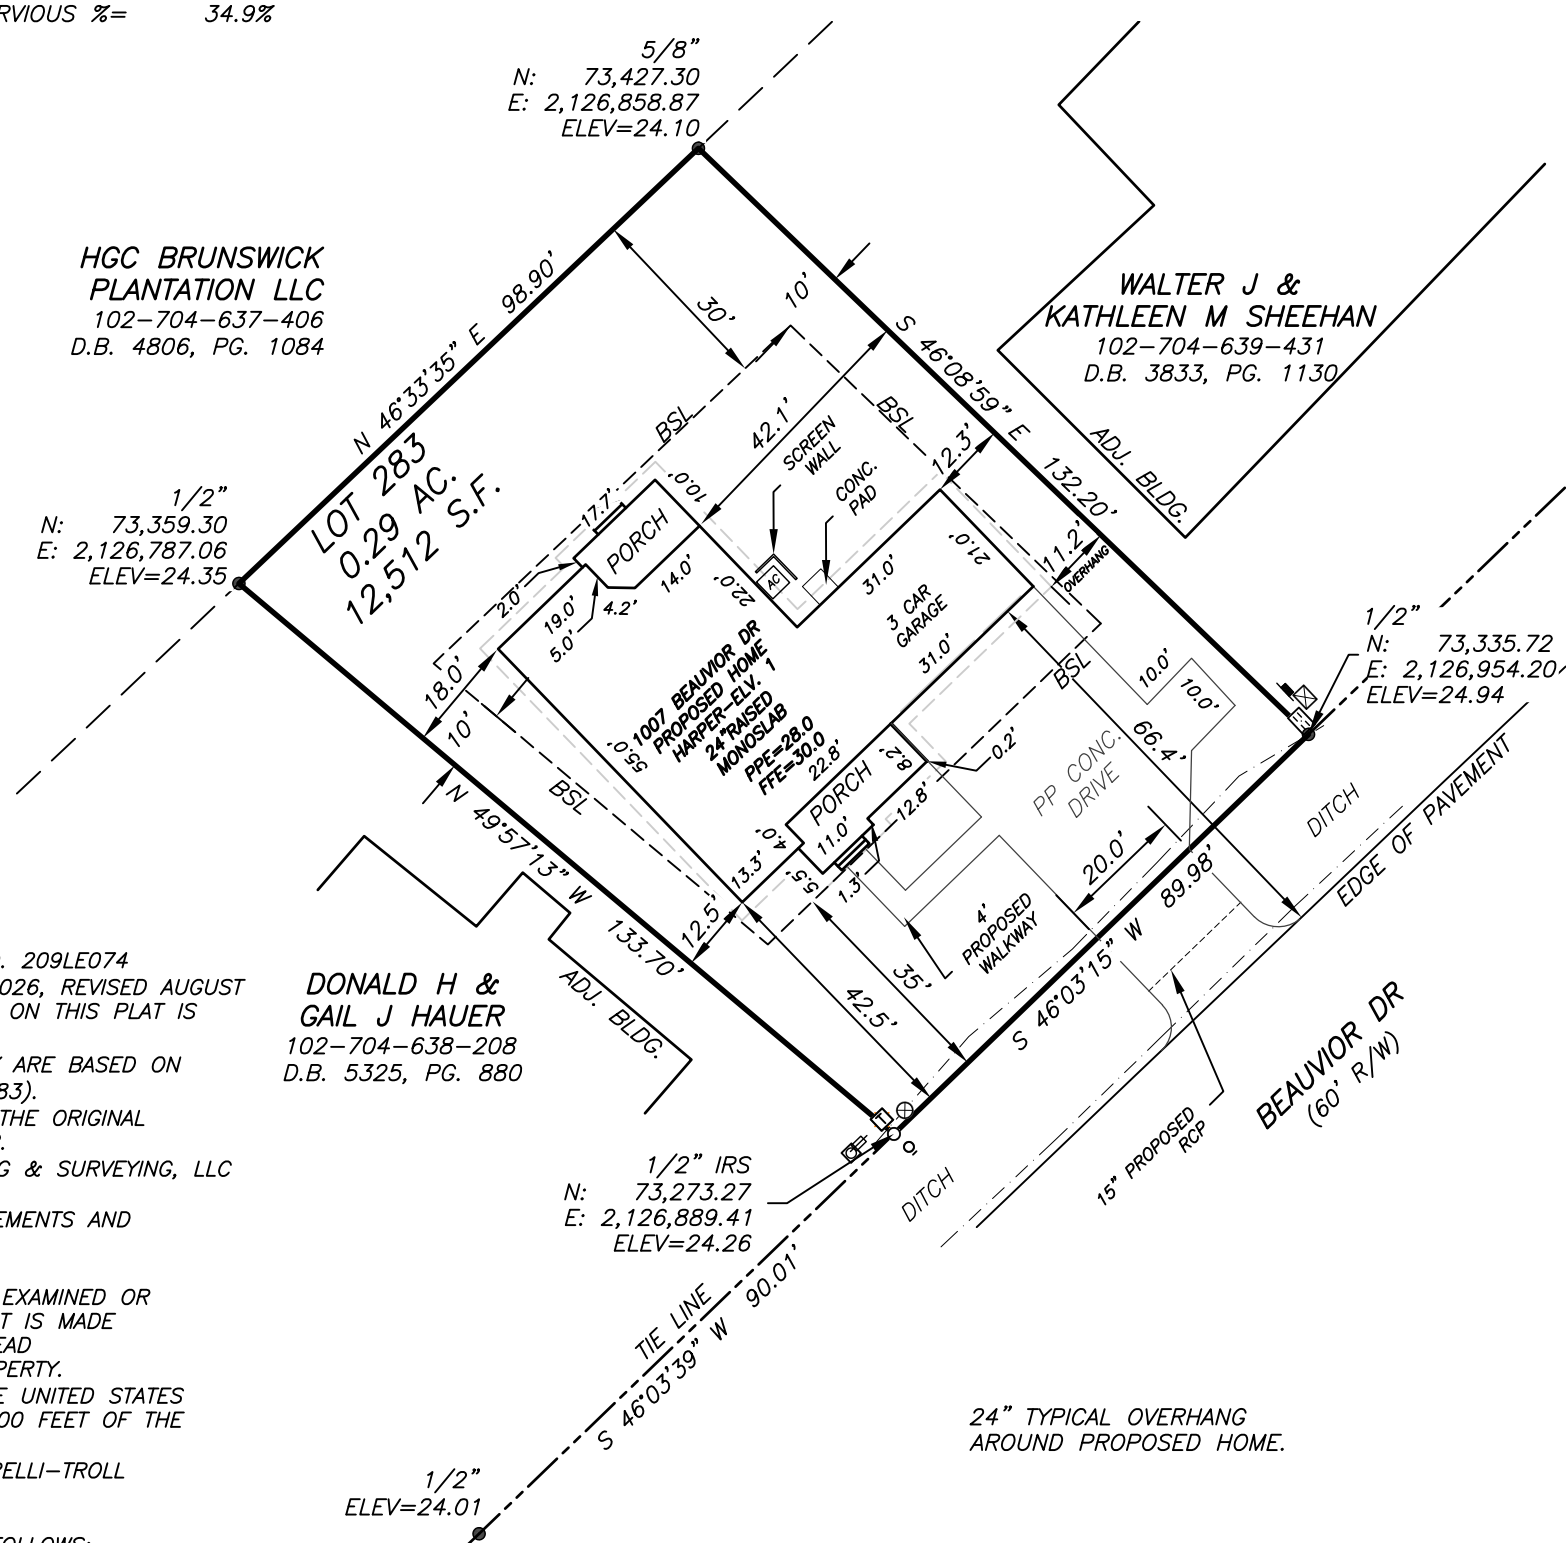 RVIOUS %= 34.9%
5/8"
N: 73,427.30
E: 2,126,858.87
ELEV=24.10
HGC BRUNSWICK
PLANTATION LLC
102-704-637-406
D.B. 4806, PG. 1084
N 46°33'35" E 98.90'
WALTER J &
KATHLEEN M SHEEHAN
102-704-639-431
D.B. 3833, PG. 1130
S 46°08'59" E 132.20'
ADJ. BLDG.
1/2"
N: 73,359.30
E: 2,126,787.06
ELEV=24.35
LOT 283
0.29 AC.
12,512 S.F.
30'
10'
BSL
42.1'
BSL
SCREEN
WALL
CONC.
PAD
12.3'
17.7'
10.0'
PORCH
14.0'
2.0'
19.0'
4.2'
5.0'
22.0'
AC
31.0'
21.0'
11.2'
OVERHANG
3 CAR
GARAGE
31.0'
18.0'
10'
55.0'
1007 BEAUVIOR DR
PROPOSED HOME
HARPER-ELV. 1
24"RAISED
MONOSLAB
PPE=28.0
FFE=30.0
22.8'
BSL
10.0'
10.0'
66.4'
1/2"
N: 73,335.72
E: 2,126,954.20
ELEV=24.94
8.2'
0.2'
PORCH
11.0'
12.8'
4.0'
13.3'
5.5'
1.3'
PP CONC.
DRIVE
20.0'
4'
PROPOSED
WALKWAY
BSL
N 49°57'13" W 133.70'
12.5'
35'
42.5'
S 46°03'15" W 89.98'
DITCH
EDGE OF PAVEMENT
BEAUVIOR DR
(60' R/W)
15" PROPOSED
RCP
DITCH
ADJ. BLDG.
DONALD H &
GAIL J HAUER
102-704-638-208
D.B. 5325, PG. 880
1/2" IRS
N: 73,273.27
E: 2,126,889.41
ELEV=24.26
TIE LINE
S 46°03'39" W 90.01'
1/2"
ELEV=24.01
24" TYPICAL OVERHANG
AROUND PROPOSED HOME.
. 209LE074
026, REVISED AUGUST
ON THIS PLAT IS
ARE BASED ON
83).
THE ORIGINAL
G & SURVEYING, LLC
EMENTS AND
EXAMINED OR
T IS MADE
EAD
PERTY.
E UNITED STATES
00 FEET OF THE
RELLI-TROLL